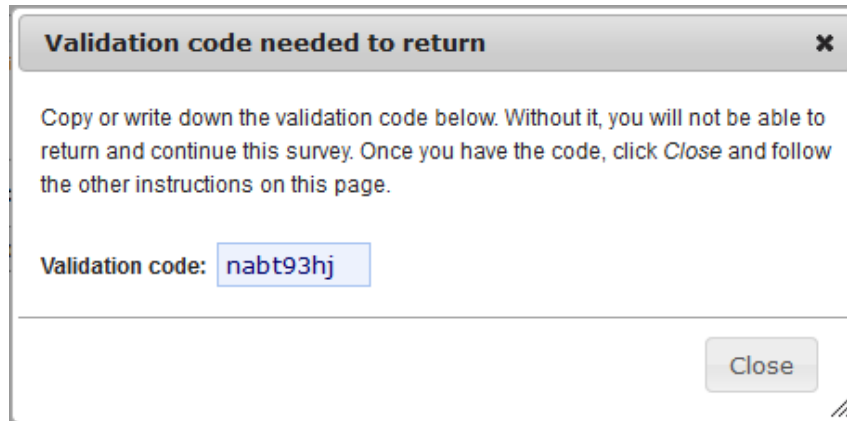 Validation code needed to return
Copy or write down the validation code below. Without it, you will not be able to
return and continue this survey. Once you have the code, click Close and follow
the other instructions on this page.
Validation code: nabt93hj
Close